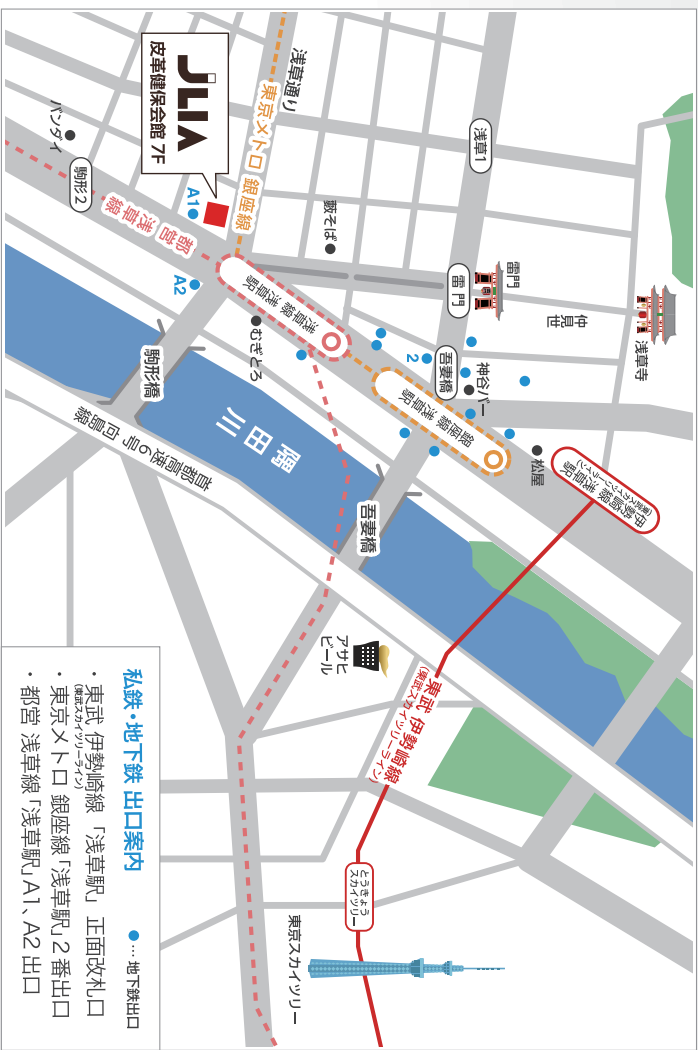 JLIA
皮革健保会館 7F
浅草通り
東京メトロ 銀座線
バンダイ
駒形2
都営 浅草線
A1
A2
藪そば
浅草1
雷門
雷門
仲見世
浅草寺
浅草線 浅草駅
むぎとろ
2
吾妻橋
神谷バー
銀座線 浅草駅
松屋
伊勢崎線 浅草駅
(東武スカイツリーライン)
駒形橋
隅田川
首都高速6号 向島線
吾妻橋
アサヒ
ビール
東武 伊勢崎線
(東武スカイツリーライン)
とうきょう
スカイツリー
東京スカイツリー
私鉄・地下鉄 出口案内
●… 地下鉄出口
・東武 伊勢崎線 「浅草駅」 正面改札口
(東武スカイツリーライン)
・東京メトロ 銀座線「浅草駅」2 番出口
・都営 浅草線「浅草駅」A1、A2 出口